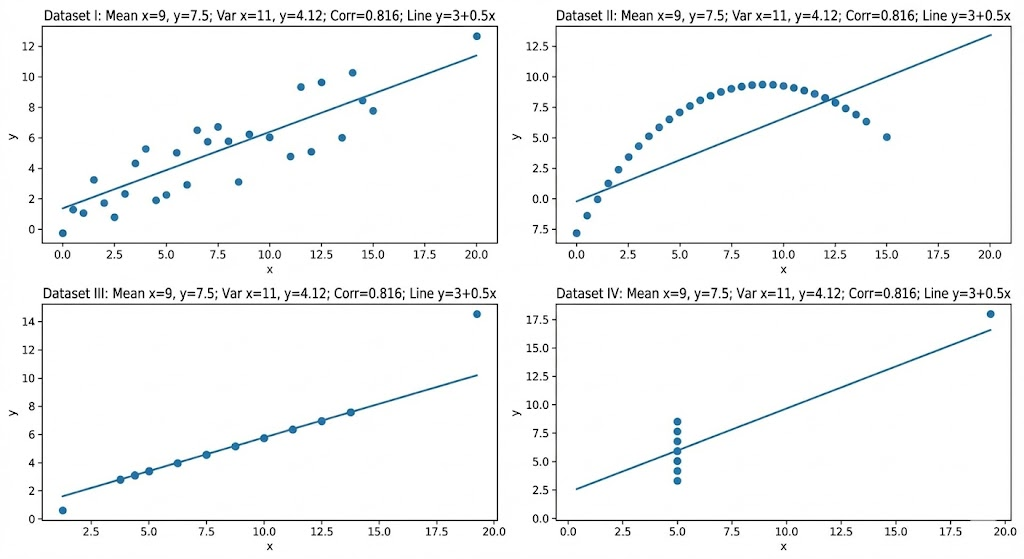 Dataset I: Mean x=9, y=7.5; Var x=11, y=4.12; Corr=0.816; Line y=3+0.5x
12
10
8
6
4
2
0
y
0.0 2.5 5.0 7.5 10.0 12.5 15.0 17.5 20.0
x
Dataset II: Mean x=9, y=7.5; Var x=11, y=4.12; Corr=0.816; Line y=3+0.5x
12.5
10.0
7.5
5.0
2.5
0.0
7.5
y
0.0 2.5 5.0 7.5 10.0 12.5 15.0 17.5 20.0
x
Dataset III: Mean x=9, y=7.5; Var x=11, y=4.12; Corr=0.816; Line y=3+0.5x
14
12
10
8
6
4
2
0
y
2.5 5.0 7.5 10.0 12.5 15.0 17.5 20.0
x
Dataset IV: Mean x=9, y=7.5; Var x=11, y=4.12; Corr=0.816; Line y=3+0.5x
17.5
15.0
12.5
10.0
7.5
5.0
2.5
0.0
y
0.0 2.5 5.0 7.5 10.0 12.5 15.0 17.5 20.0
x